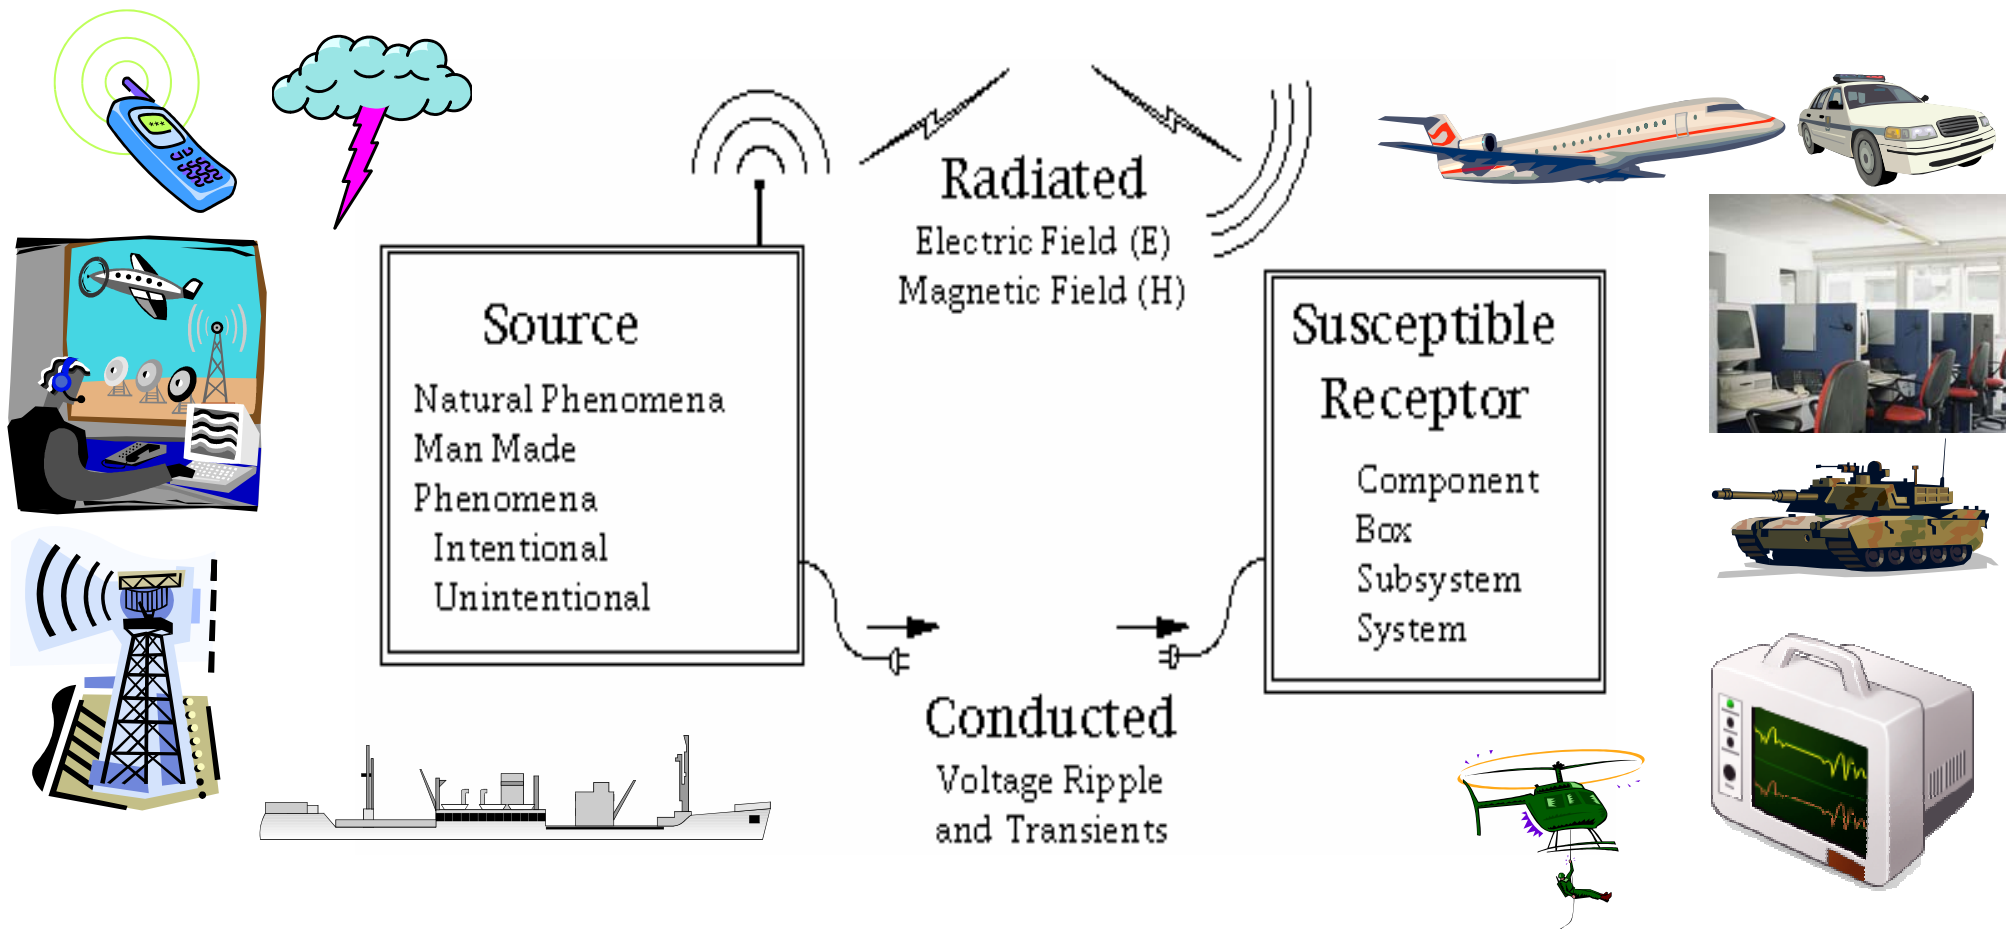 Radiated
Electric Field (E)
Magnetic Field (H)
Source
Natural Phenomena
Man Made
Phenomena
Intentional
Unintentional
Susceptible
Receptor
Component
Box
Subsystem
System
Conducted
Voltage Ripple
and Transients